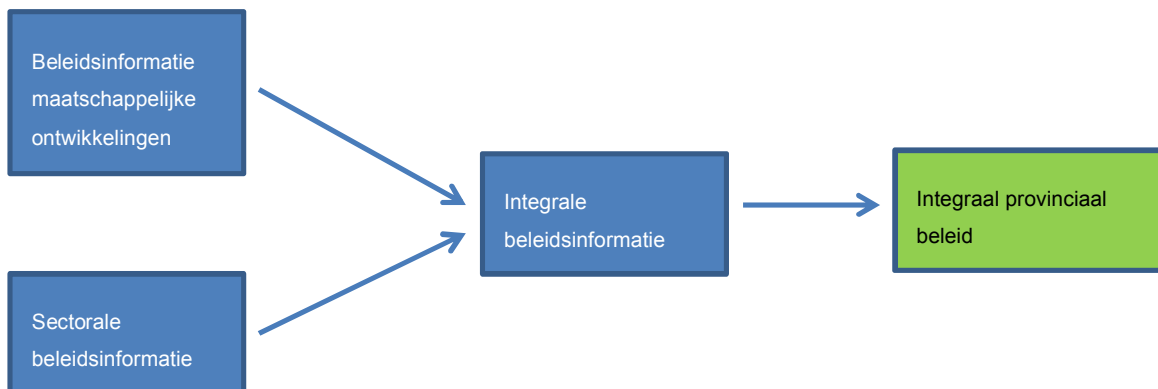 Beleidsinformatie
maatschappelijke
ontwikkelingen
Sectorale
beleidsinformatie
Integrale
beleidsinformatie
Integraal provinciaal
beleid